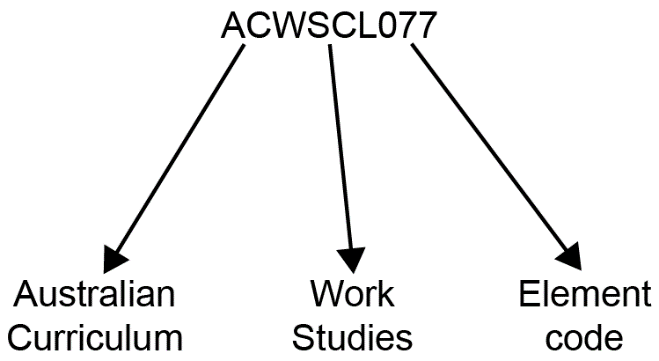 ACWSCL077
Australian
Curriculum
Work
Studies
Element
code